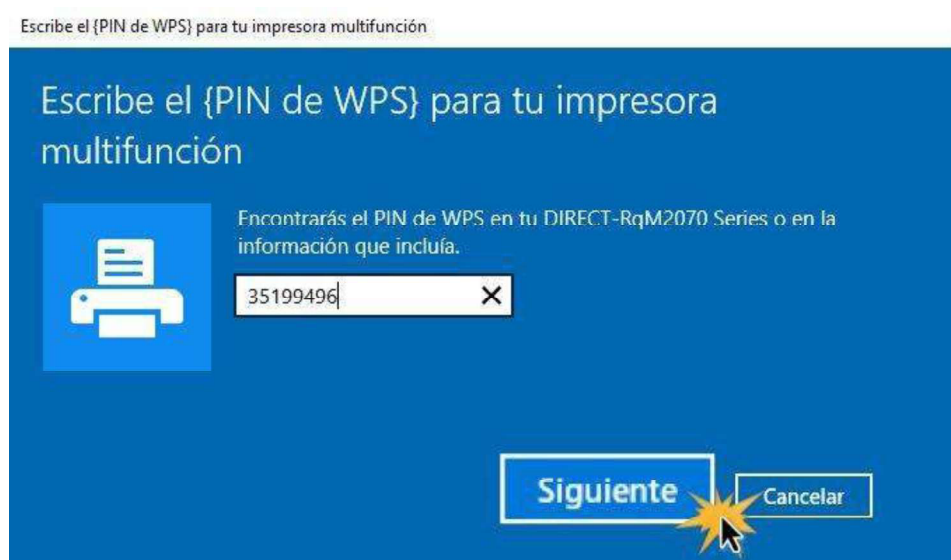 Escribe el {PIN de WPS} para tu impresora multifunción
Escribe el {PIN de WPS} para tu impresora
multifunción
Encontrarás el PIN de WPS en tu DIRECT-RqM2070 Series o en la
información que incluía.
35199496
Siguiente
Cancelar